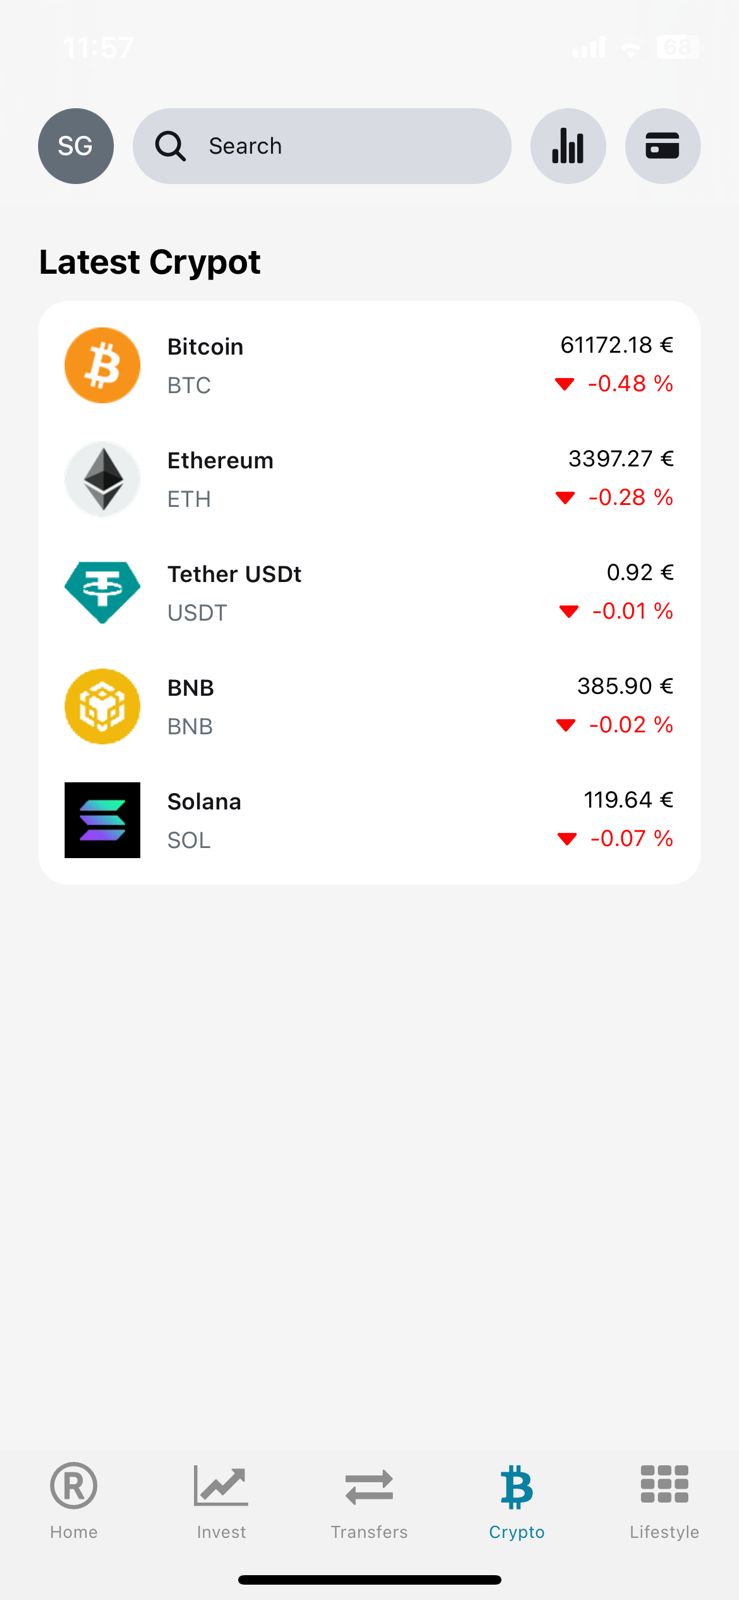 11:57
68
SG
Search
Latest Crypot
Bitcoin
61172.18 €
BTC
-0.48 %
Ethereum
3397.27 €
ETH
-0.28 %
Tether USDt
0.92 €
USDT
-0.01 %
BNB
385.90 €
BNB
-0.02 %
Solana
119.64 €
SOL
-0.07 %
Home
Invest
Transfers
Crypto
Lifestyle